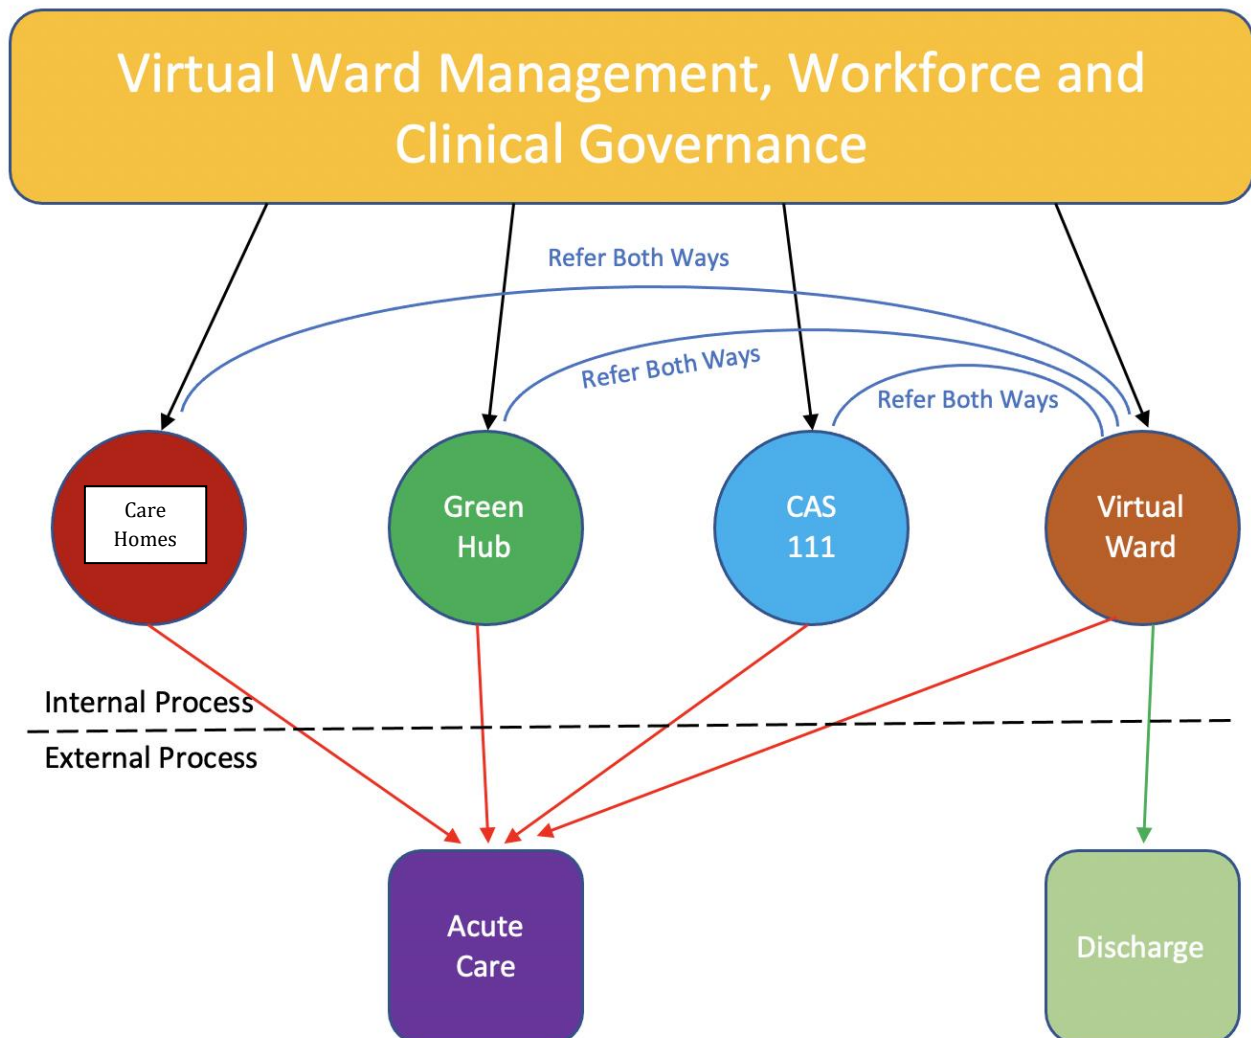 Virtual Ward Management, Workforce and
Clinical Governance
Refer Both Ways
Refer Both Ways
Refer Both Ways
Care
Homes
Green
Hub
CAS
111
Virtual
Ward
Internal Process
External Process
Acute
Care
Discharge